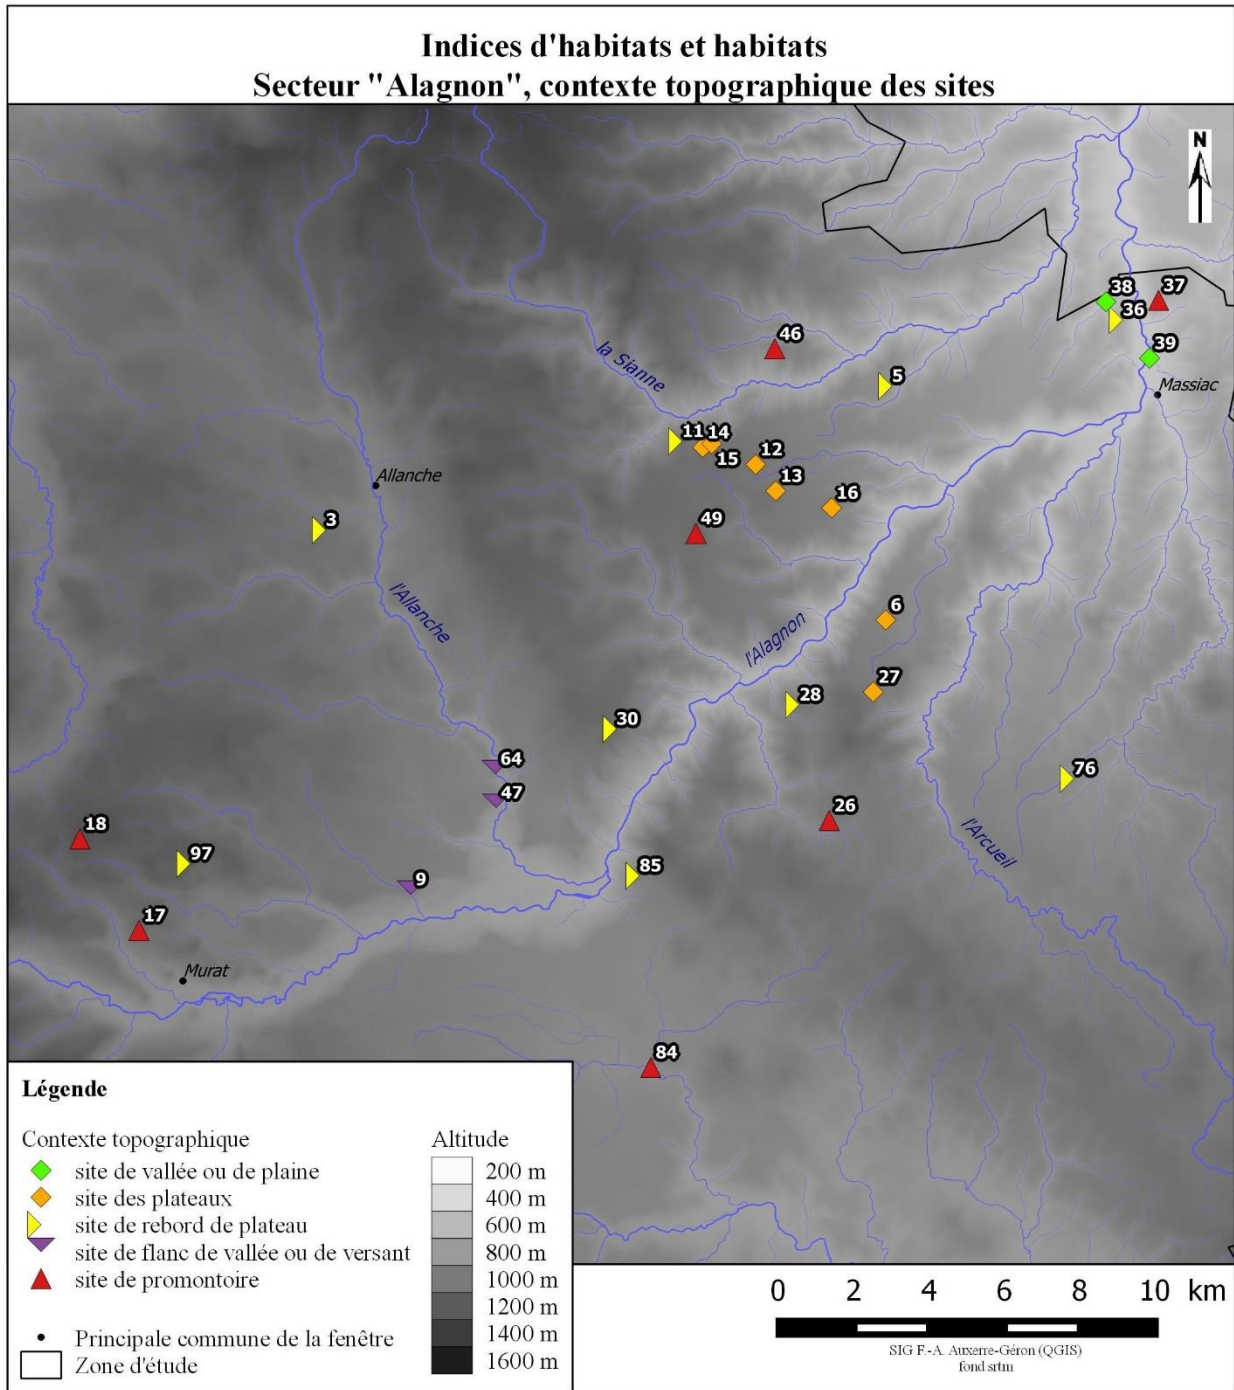 Indices d'habitats et habitats
Secteur "Alagnon", contexte topographique des sites
N
38
37
36
39
Massiac
46
la Sianne
5
11
14
15
12
13
16
Allanche
3
49
l'Allanche
6
l'Alagnon
27
28
30
64
47
76
26
18
97
l'Arcueil
9
85
17
Murat
84
Légende
Contexte topographique
site de vallée ou de plaine
site des plateaux
site de rebord de plateau
site de flanc de vallée ou de versant
site de promontoire
Principale commune de la fenêtre
Zone d'étude
Altitude
200 m
400 m
600 m
800 m
1000 m
1200 m
1400 m
1600 m
0 2 4 6 8 10 km
SIG F.-A. Auxerre-Géron (QGIS)
fond srtm